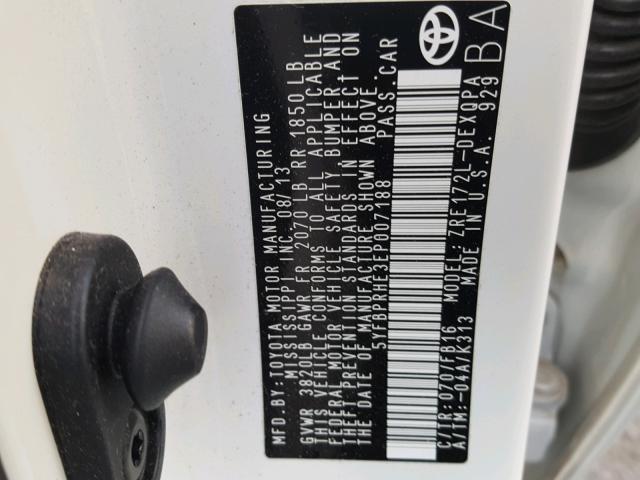 MFD. BY: TOYOTA MOTOR MANUFACTURING
MISSISSIPPI INC. 08/13
GVWR 3820LB GAWR FR 2070 LB RR 1850 LB
THIS VEHICLE CONFORMS TO ALL APPLICABLE
FEDERAL MOTOR VEHICLE SAFETY, BUMPER AND
THEFT PREVENTION STANDARDS IN EFFECT ON
THE DATE OF MANUFACTURE SHOWN ABOVE.
5YFBPRHE3EP007188 PASS. CAR
C/TR: 070/FB16 MODEL: ZRE172L-DEXQPA
A/TM: -04A/K313 MADE IN U.S.A. 929
BA